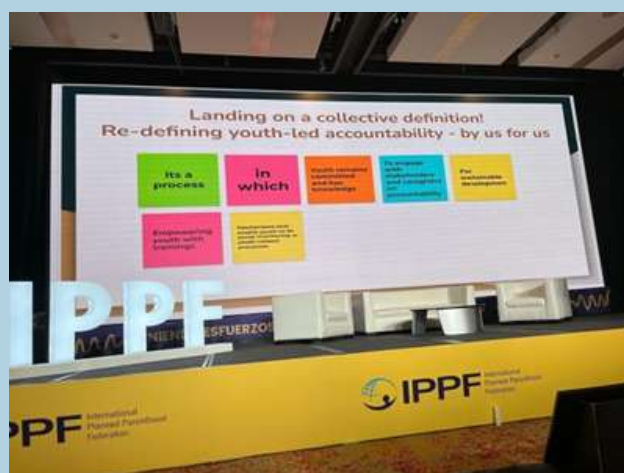 Landing on a collective definition!
Re-defining youth-led accountability - by us for us
Its a
process
in
which
Youth remains
committed
and has
knowledge
To engage
with
stakeholders
and caregivers
on
accountability
For
sustainable
development
Empowering
youth with
trainings
IPPF
ESFUERZO
PPF
International
Planned Parenthood
Federation
IPPF
International
Planned Parenthood
Federation